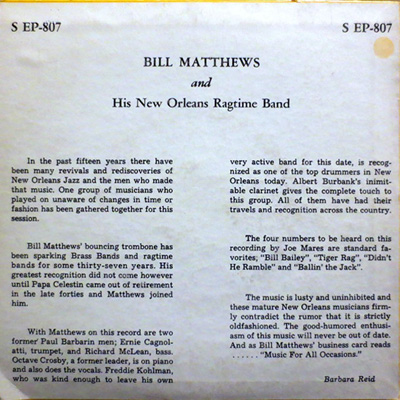 S EP-807
S EP-807
BILL MATTHEWS
and
His New Orleans Ragtime Band
In the past fifteen years there have
been many revivals and rediscoveries of
New Orleans Jazz and the men who made
that music. One group of musicians who
played on unaware of changes in time or
fashion has been gathered together for this
session.
Bill Matthews' bouncing trombone has
been sparking Brass Bands and ragtime
bands for some thirty-seven years. His
greatest recognition did not come however
until Papa Celestin came out of reitirement
in the late forties and Matthews joined
him.
With Matthews on this record are two
former Paul Barbarin men; Ernie Cagnol-
atti, trumpet, and Richard McLean, bass.
Octave Crosby, a former leader, is on piano
and also does the vocals. Freddie Kohlman,
who was kind enough to leave his own
very active band for this date, is recog-
nized as one of the top drummers in New
Orleans today. Albert Burbank's inimit-
able clarinet gives the complete touch to
this group. All of them have had their
travels and recognition across the country.
The four numbers to be heard on this
recording by Joe Mares are standard fa-
vorites; "Bill Bailey", "Tiger Rag", "Didn't
He Ramble" and "Ballin' the Jack".
The music is lusty and uninhibited and
these mature New Orleans musicians firm-
ly contradict the rumor that it is strictly
oldfashioned. The good-humored enthusi-
asm of this music will never be out of date.
And as Bill Matthews' business card reads
...... "Music For All Occasions."
Barbara Reid